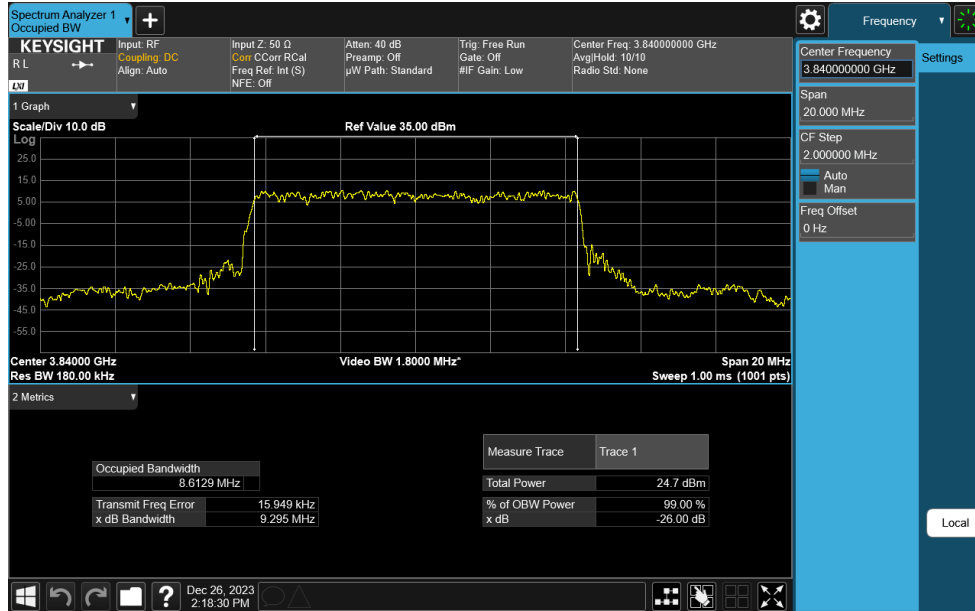 Spectrum Analyzer 1
Occupied BW
+
Frequency
KEYSIGHT
R L
LXI
Input: RF
Coupling: DC
Align: Auto
Input Z: 50 Ω
Corr CCorr RCal
Freq Ref: Int (S)
NFE: Off
Atten: 40 dB
Preamp: Off
µW Path: Standard
Trig: Free Run
Gate: Off
#IF Gain: Low
Center Freq: 3.840000000 GHz
Avg|Hold: 10/10
Radio Std: None
Center Frequency
3.840000000 GHz
Settings
Span
20.000 MHz
CF Step
2.000000 MHz
Auto
Man
Freq Offset
0 Hz
Local
1 Graph
Scale/Div 10.0 dB
Ref Value 35.00 dBm
Log
25.0
15.0
5.00
-5.00
-15.0
-25.0
-35.0
-45.0
-55.0
Center 3.84000 GHz
Video BW 1.8000 MHz*
Span 20 MHz
Res BW 180.00 kHz
Sweep 1.00 ms (1001 pts)
2 Metrics
Occupied Bandwidth
8.6129 MHz
Transmit Freq Error 15.949 kHz
x dB Bandwidth 9.295 MHz
Measure Trace Trace 1
Total Power 24.7 dBm
% of OBW Power 99.00 %
x dB -26.00 dB
?
Dec 26, 2023
2:18:30 PM